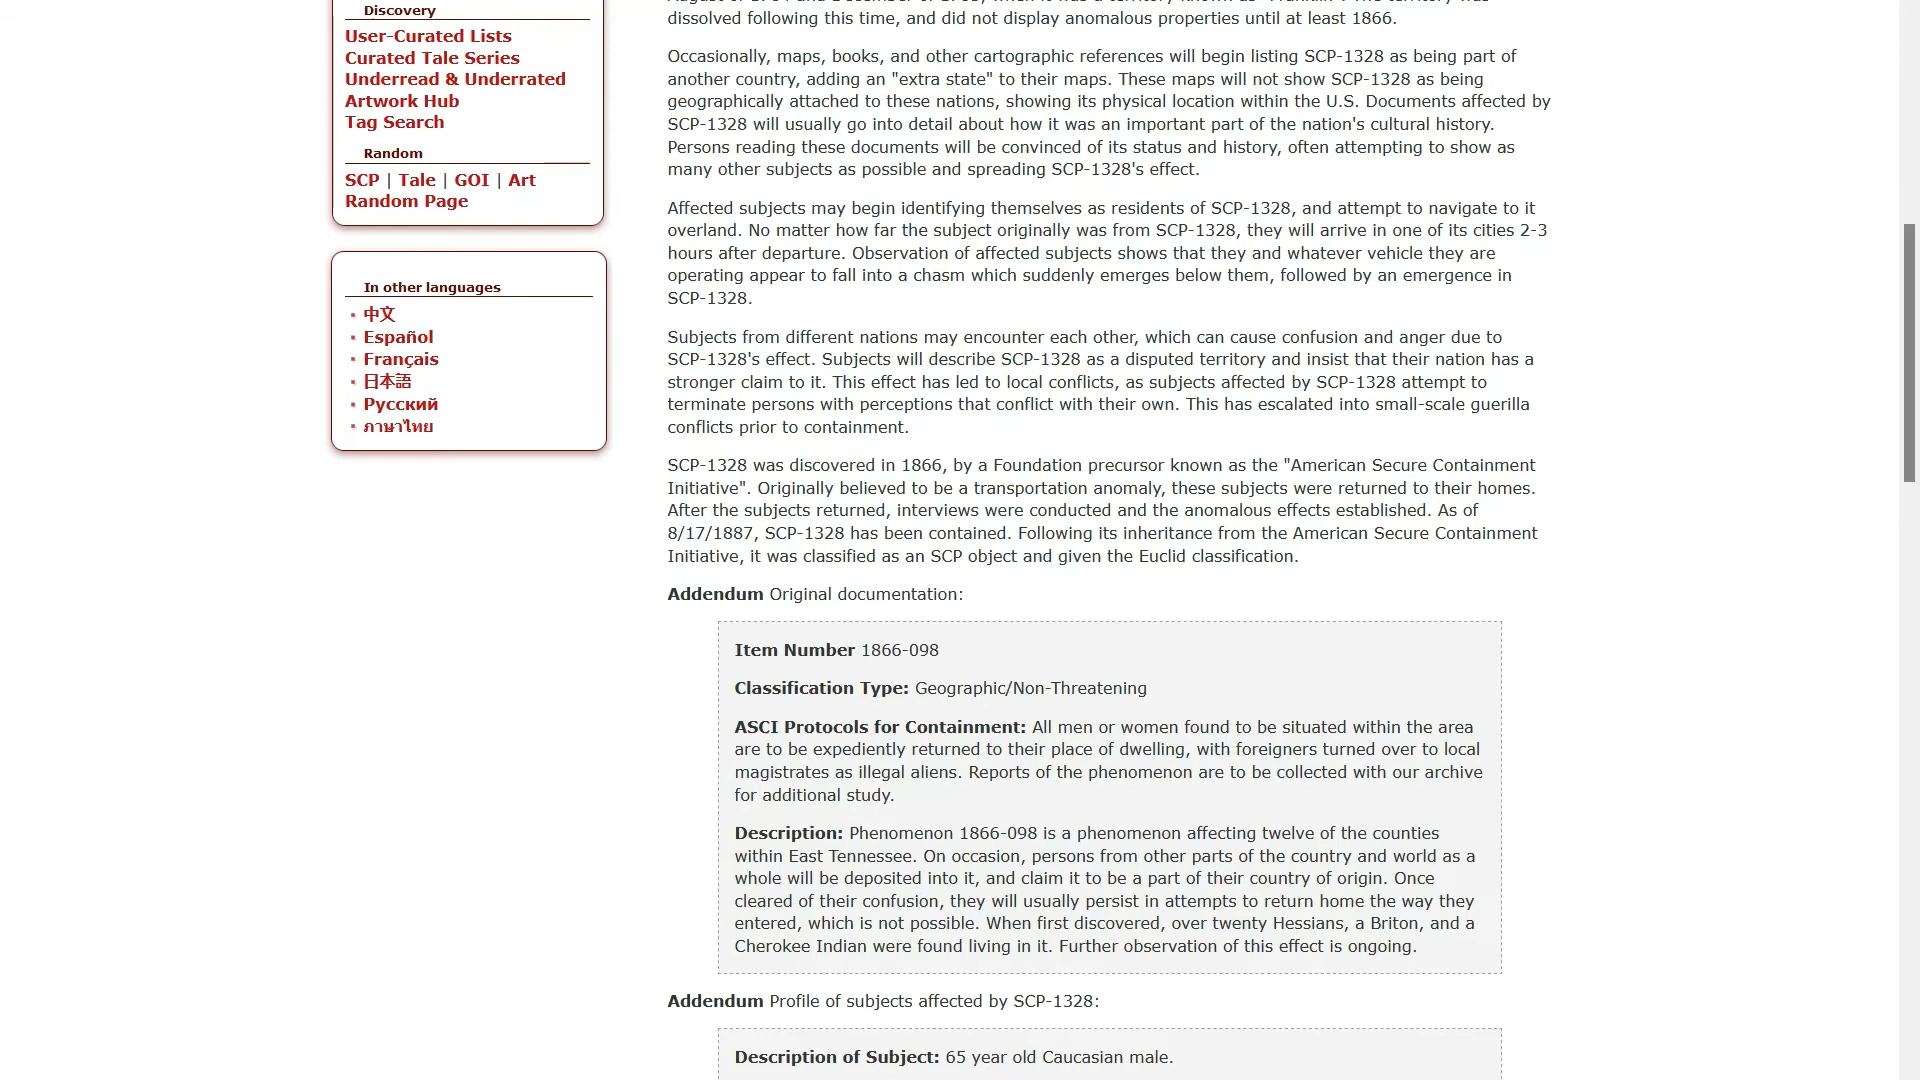 Discovery
User-Curated Lists
Curated Tale Series
Underread & Underrated
Artwork Hub
Tag Search
Random
SCP | Tale | GOI | Art
Random Page
In other languages
中文
Español
Français
日本語
Русский
ภาษาไทย
dissolved following this time, and did not display anomalous properties until at least 1866.
Occasionally, maps, books, and other cartographic references will begin listing SCP-1328 as being part of
another country, adding an "extra state" to their maps. These maps will not show SCP-1328 as being
geographically attached to these nations, showing its physical location within the U.S. Documents affected by
SCP-1328 will usually go into detail about how it was an important part of the nation's cultural history.
Persons reading these documents will be convinced of its status and history, often attempting to show as
many other subjects as possible and spreading SCP-1328's effect.
Affected subjects may begin identifying themselves as residents of SCP-1328, and attempt to navigate to it
overland. No matter how far the subject originally was from SCP-1328, they will arrive in one of its cities 2-3
hours after departure. Observation of affected subjects shows that they and whatever vehicle they are
operating appear to fall into a chasm which suddenly emerges below them, followed by an emergence in
SCP-1328.
Subjects from different nations may encounter each other, which can cause confusion and anger due to
SCP-1328's effect. Subjects will describe SCP-1328 as a disputed territory and insist that their nation has a
stronger claim to it. This effect has led to local conflicts, as subjects affected by SCP-1328 attempt to
terminate persons with perceptions that conflict with their own. This has escalated into small-scale guerilla
conflicts prior to containment.
SCP-1328 was discovered in 1866, by a Foundation precursor known as the "American Secure Containment
Initiative". Originally believed to be a transportation anomaly, these subjects were returned to their homes.
After the subjects returned, interviews were conducted and the anomalous effects established. As of
8/17/1887, SCP-1328 has been contained. Following its inheritance from the American Secure Containment
Initiative, it was classified as an SCP object and given the Euclid classification.
Addendum Original documentation:
Item Number 1866-098
Classification Type: Geographic/Non-Threatening
ASCI Protocols for Containment: All men or women found to be situated within the area
are to be expediently returned to their place of dwelling, with foreigners turned over to local
magistrates as illegal aliens. Reports of the phenomenon are to be collected with our archive
for additional study.
Description: Phenomenon 1866-098 is a phenomenon affecting twelve of the counties
within East Tennessee. On occasion, persons from other parts of the country and world as a
whole will be deposited into it, and claim it to be a part of their country of origin. Once
cleared of their confusion, they will usually persist in attempts to return home the way they
entered, which is not possible. When first discovered, over twenty Hessians, a Briton, and a
Cherokee Indian were found living in it. Further observation of this effect is ongoing.
Addendum Profile of subjects affected by SCP-1328:
Description of Subject: 65 year old Caucasian male.